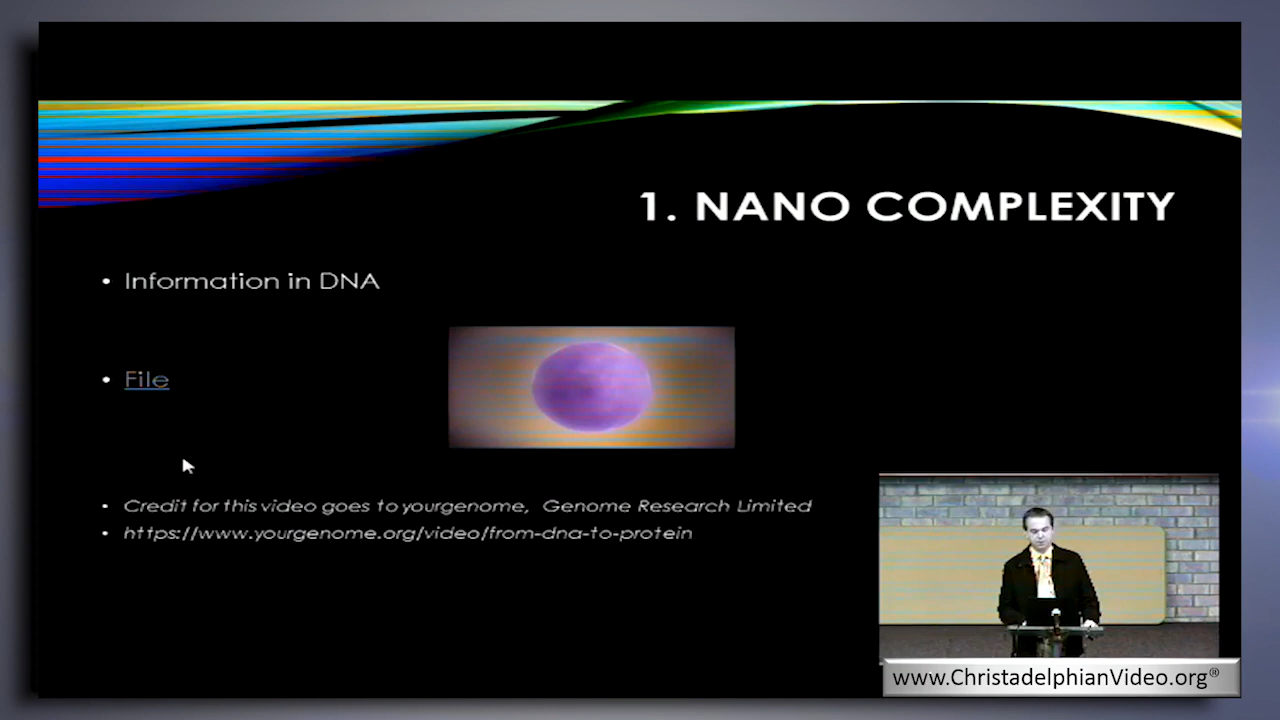 1. NANO COMPLEXITY
• Information in DNA
• File
• Credit for this video goes to yourgenome, Genome Research Limited
• https://www.yourgenome.org/video/from-dna-to-protein
www.ChristadelphianVideo.org®